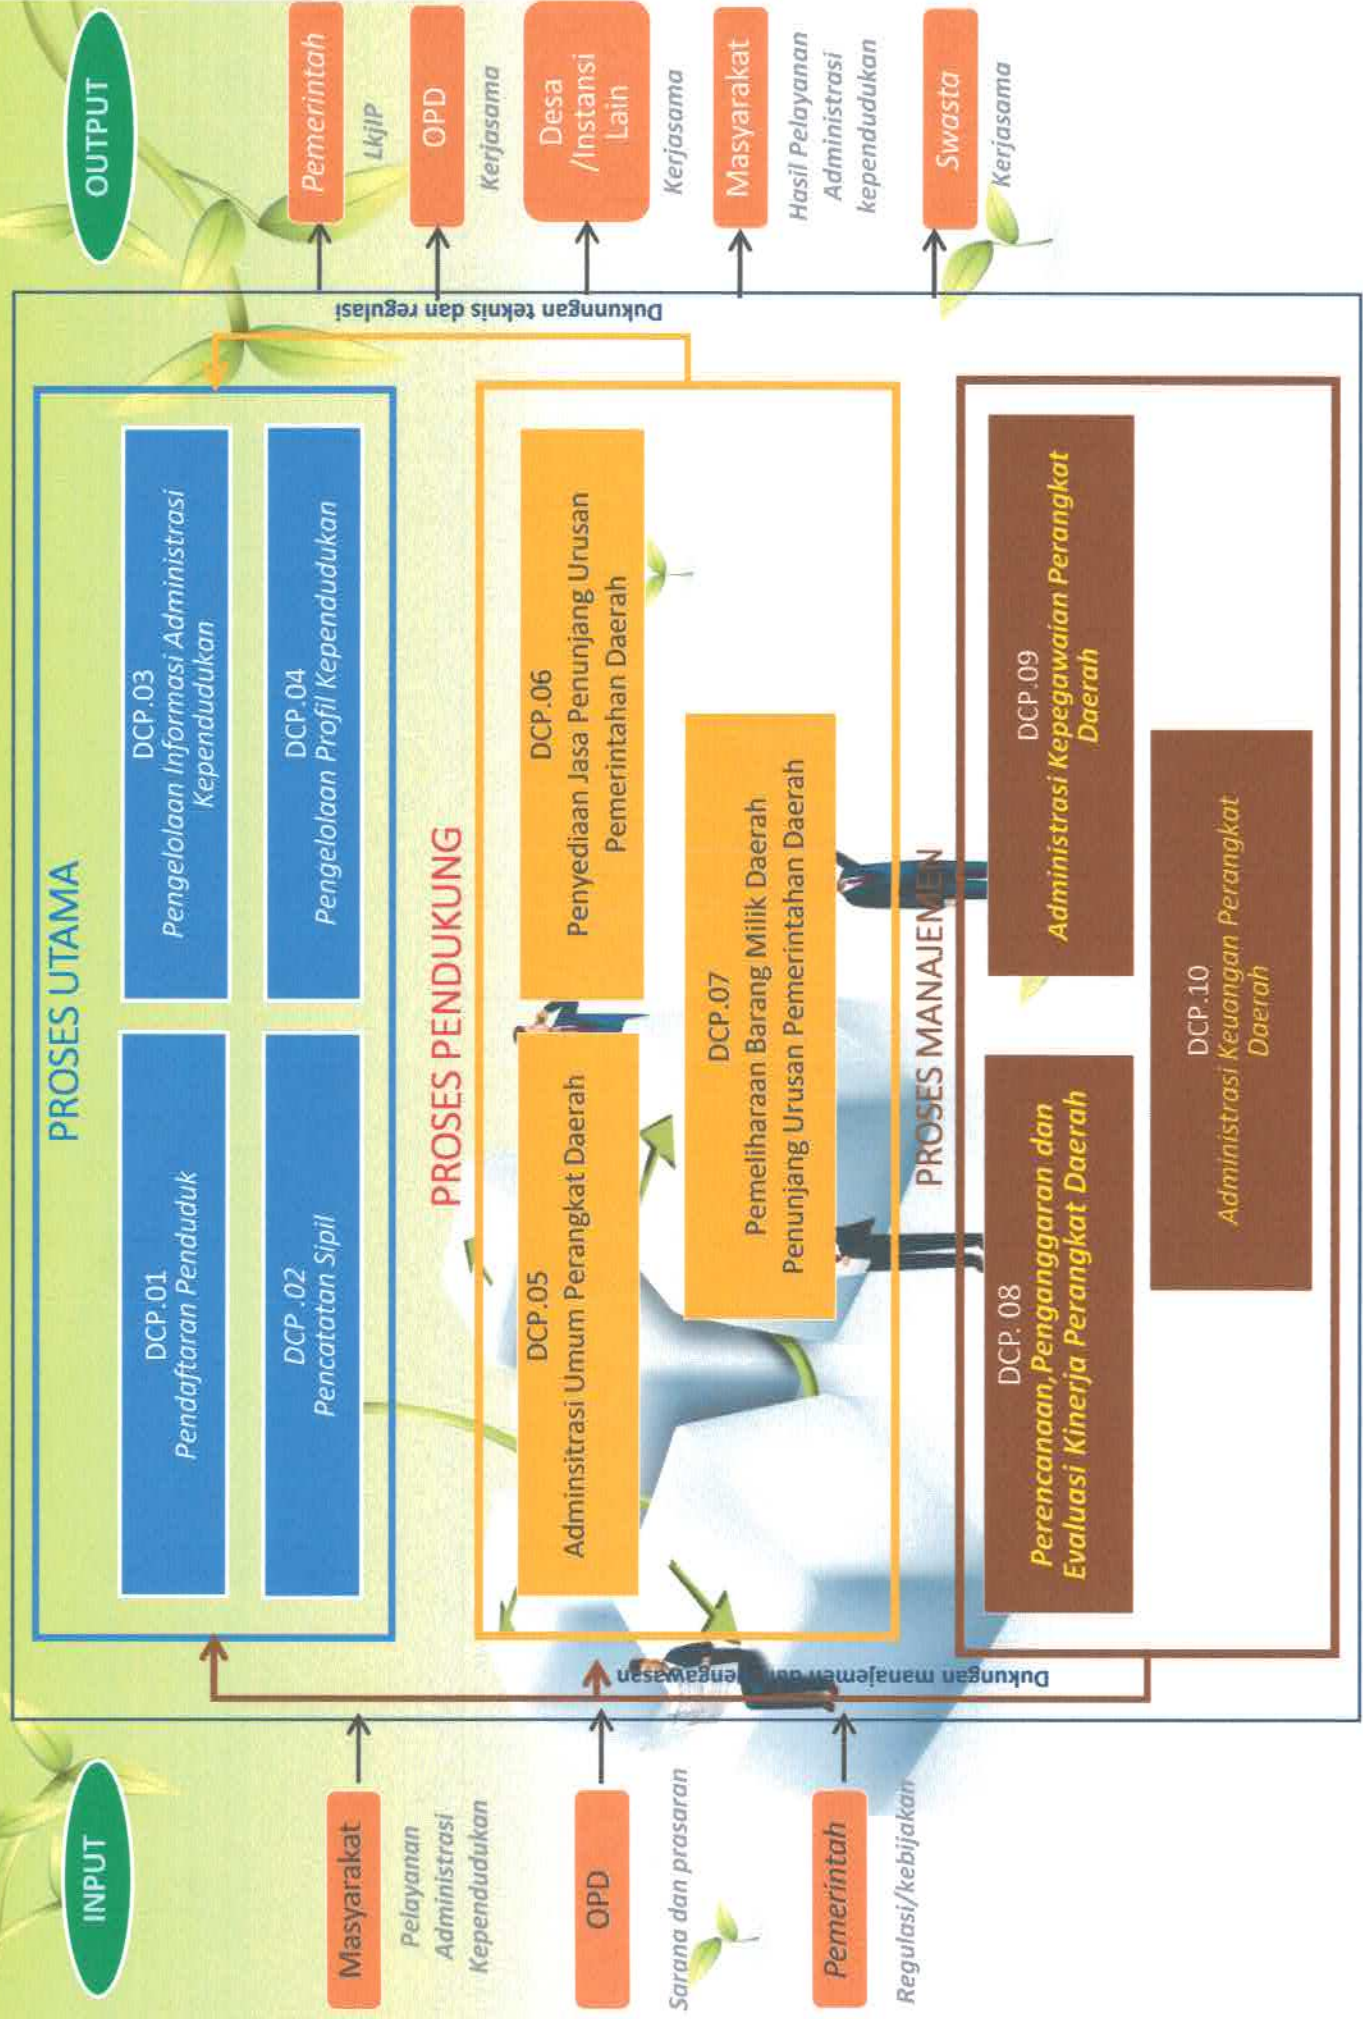 INPUT
Masyarakat
Pelayanan
Administrasi
Kependudukan
OPD
Sarana dan prasaran
Pemerintah
Regulasi/kebijakan
PROSES UTAMA
DCP.01
Pendaftaran Penduduk
DCP.03
Pengelolaan Informasi Administrasi
Kependudukan
DCP.02
Pencatatan Sipil
DCP.04
Pengelolaan Profil Kependudukan
PROSES PENDUKUNG
DCP.05
Adminsitrasi Umum Perangkat Daerah
DCP.06
Penyediaan Jasa Penunjang Urusan
Pemerintahan Daerah
DCP.07
Pemeliharaan Barang Milik Daerah
Penunjang Urusan Pemerintahan Daerah
PROSES MANAJEMEN
DCP. 08
Perencanaan,Penganggaran dan
Evaluasi Kinerja Perangkat Daerah
DCP.09
Administrasi Kepegawaian Perangkat
Daerah
DCP.10
Administrasi Keuangan Perangkat
Daerah
Dukungan manajemen dan pengawasan
Dukunngan teknis dan regulasi
OUTPUT
Pemerintah
LkjIP
OPD
Kerjasama
Desa
/Instansi
Lain
Kerjasama
Masyarakat
Hasil Pelayanan
Administrasi
kependudukan
Swasta
Kerjasama